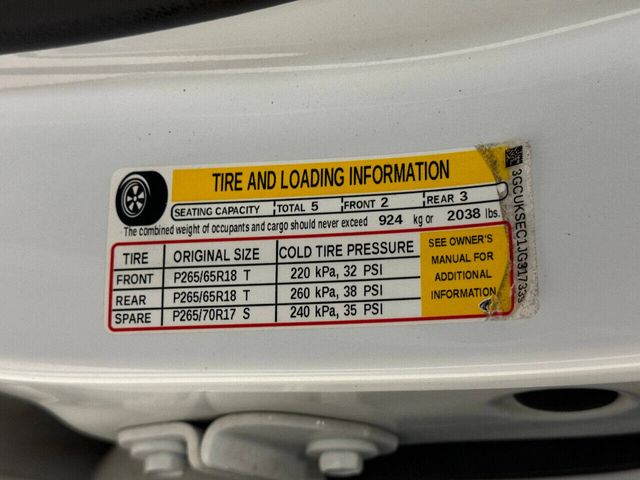 TIRE AND LOADING INFORMATION
SEATING CAPACITY TOTAL 5 FRONT 2 REAR 3
The combined weight of occupants and cargo should never exceed 924 kg or 2038 lbs.
TIRE ORIGINAL SIZE COLD TIRE PRESSURE
FRONT P265/65R18 T 220 kPa, 32 PSI
REAR P265/65R18 T 260 kPa, 38 PSI
SPARE P265/70R17 S 240 kPa, 35 PSI
SEE OWNER'S
MANUAL FOR
ADDITIONAL
INFORMATION